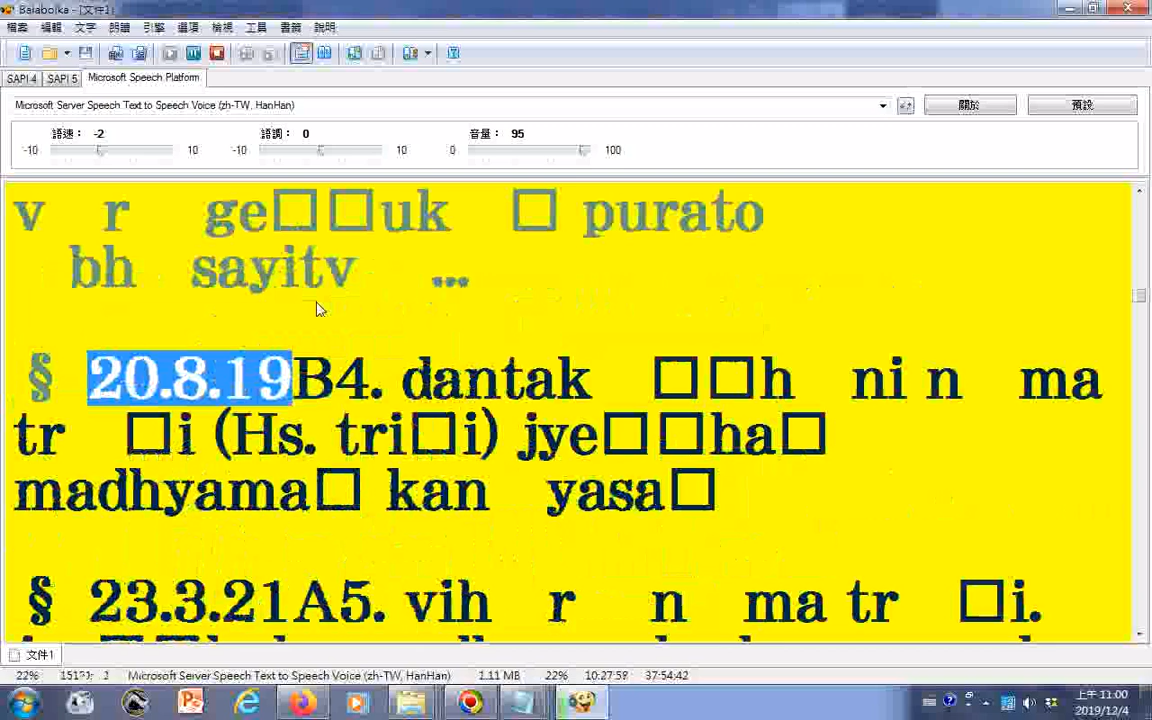 Balabolka - [文件1]
檔案 編輯 文字 朗讀 引擎 選項 檢視 工具 書籤 說明
SAPI 4 SAPI 5 Microsoft Speech Platform
Microsoft Server Speech Text to Speech Voice (zh-TW, HanHan) 關於 預設
語速： -2 語調： 0 音量： 95
-10 10 -10 10 0 100
v r ge□□uk □ purato
bh sayitv ...
§ 20.8.19B4. dantak □□h ni n ma
tr □i (Hs. tri□i) jye□□ha□
madhyama□ kan yasa□
§ 23.3.21A5. vih r n ma tr □i.
文件1
22% Microsoft Server Speech Text to Speech Voice (zh-TW, HanHan) 1.11 MB 22% 10:27:59 37:54:42
上午 11:00
2019/12/4